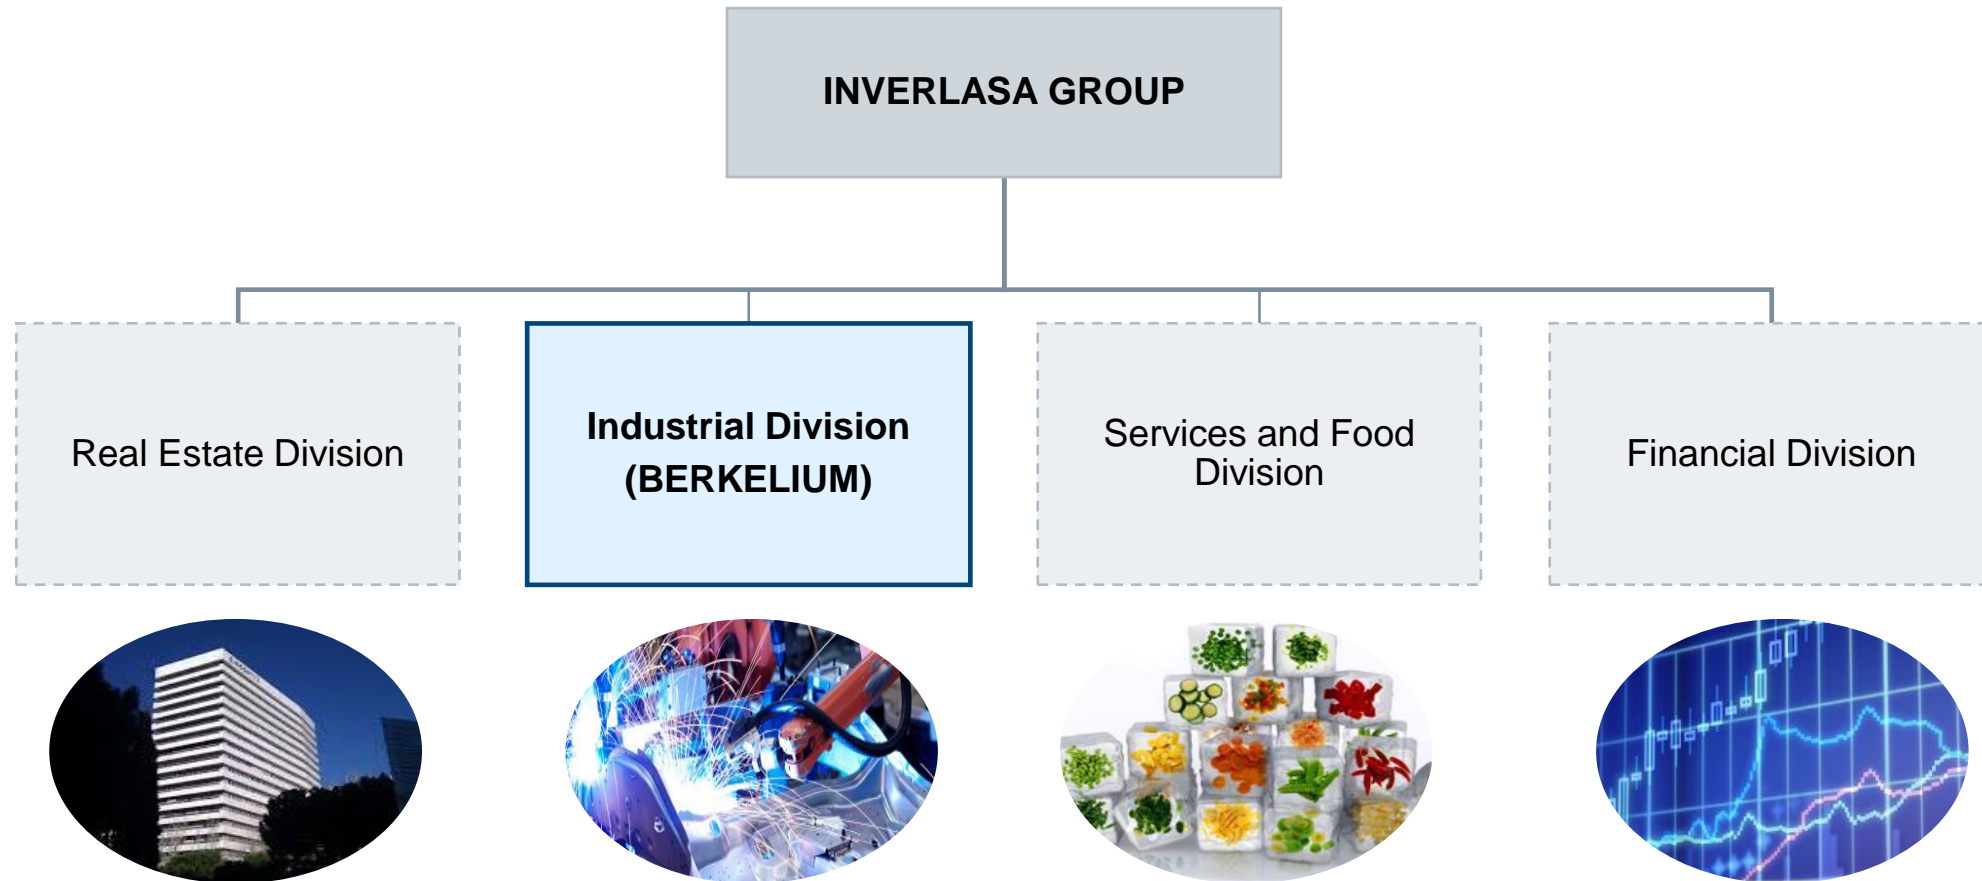 INVERLASA GROUP
Real Estate Division
Industrial Division
(BERKELIUM)
Services and Food
Division
Financial Division